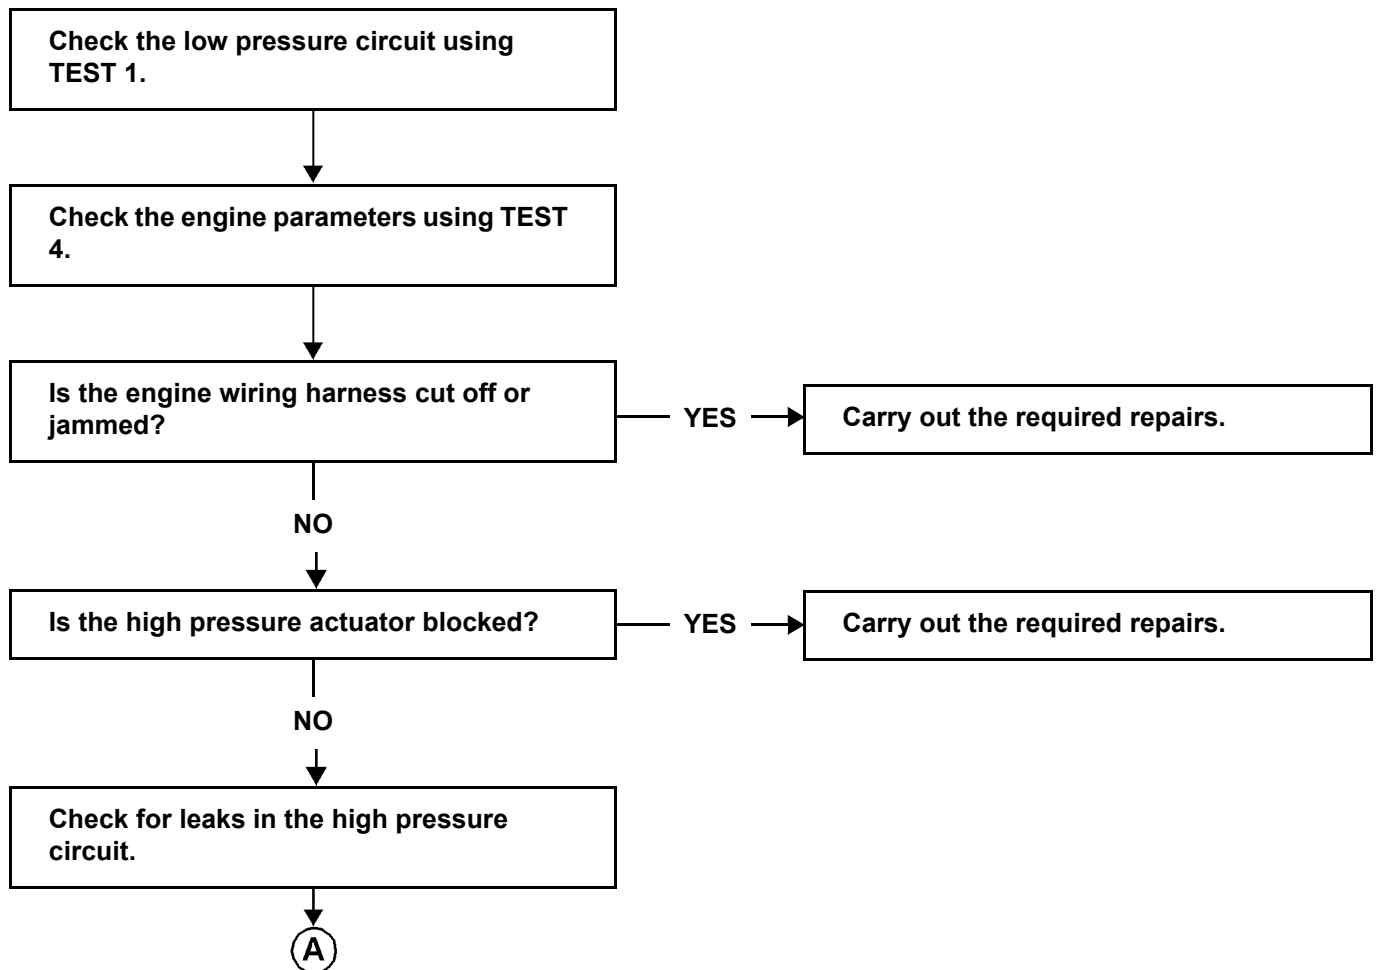 Check the low pressure circuit using
TEST 1.
Check the engine parameters using TEST
4.
Is the engine wiring harness cut off or
jammed?
YES
Carry out the required repairs.
NO
Is the high pressure actuator blocked?
YES
Carry out the required repairs.
NO
Check for leaks in the high pressure
circuit.
A